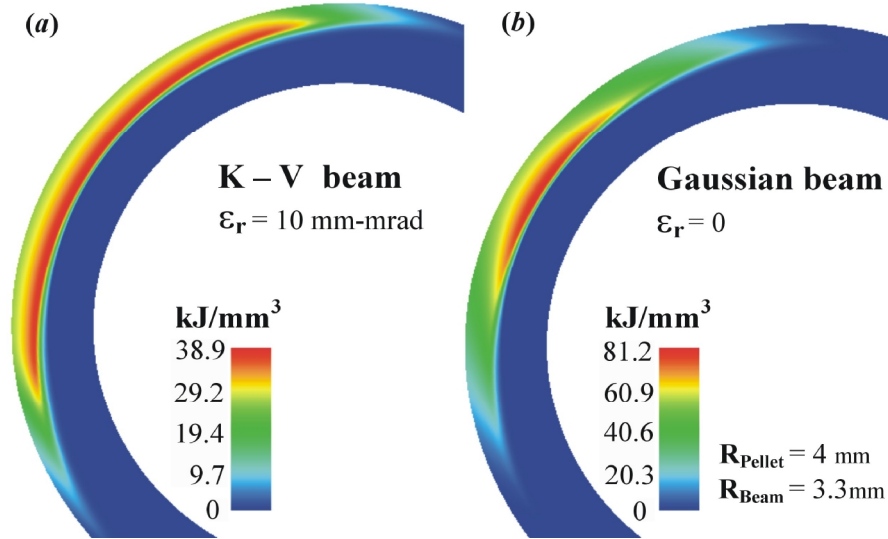 (a)
K – V beam
εr = 10 mm-mrad
kJ/mm³
38.9
29.2
19.4
9.7
0
(b)
Gaussian beam
εr = 0
kJ/mm³
81.2
60.9
40.6
20.3
0
RPellet = 4 mm
RBeam = 3.3mm